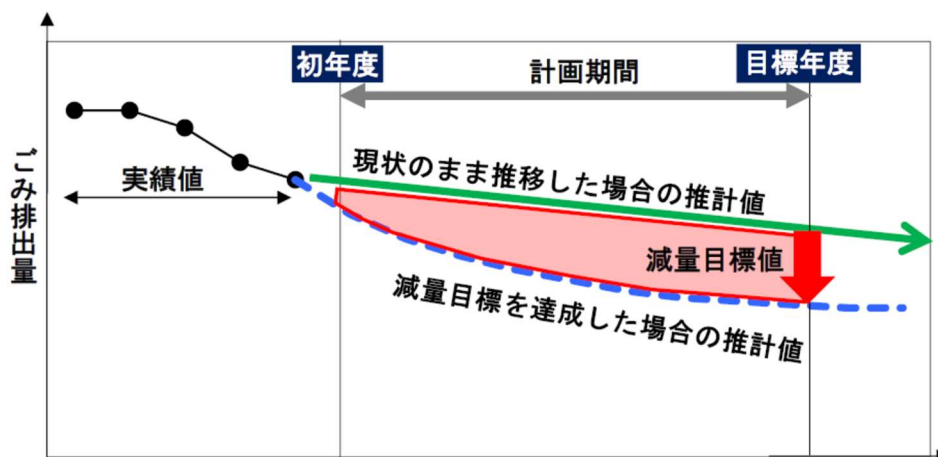 初年度
計画期間
目標年度
ごみ排出量
実績値
現状のまま推移した場合の推計値
減量目標値
減量目標を達成した場合の推計値